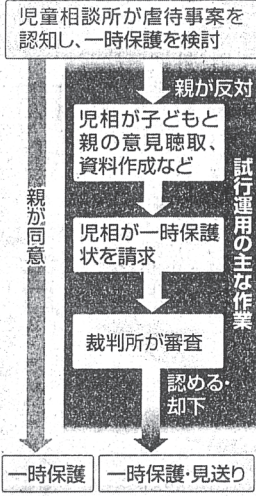 児童相談所が虐待事案を
認知し、一時保護を検討
親が反対
児相が子どもと
親の意見聴取、
資料作成など
児相が一時保護
状を請求
裁判所が審査
認める・
却下
試行運用の主な作業
親が同意
一時保護
一時保護・見送り